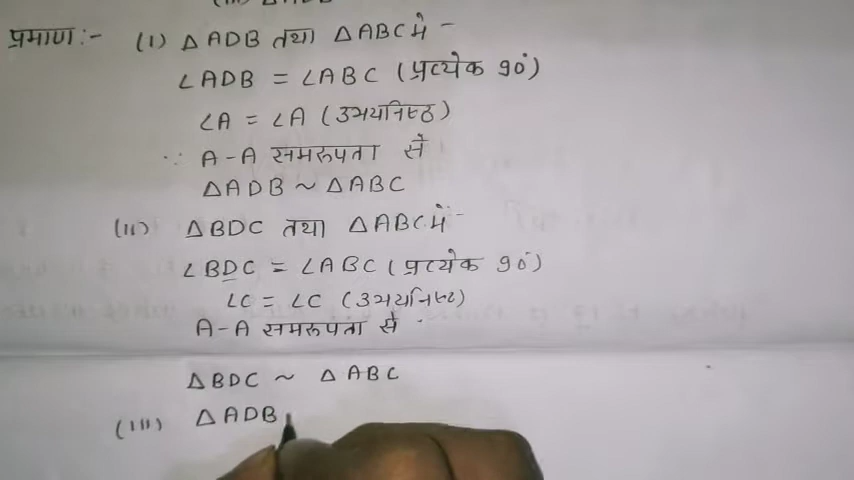 प्रमाण:- (i) △ADB तथा △ABC में -
∠ADB = ∠ABC (प्रत्येक 90°)
∠A = ∠A (उभयनिष्ठ)
∵ A-A समरुपता से
△ADB ~ △ABC
(ii) △BDC तथा △ABC में -
∠BDC = ∠ABC (प्रत्येक 90°)
∠C = ∠C (उभयनिष्ट)
A-A समरुपता से
△BDC ~ △ABC
(iii) △ADB